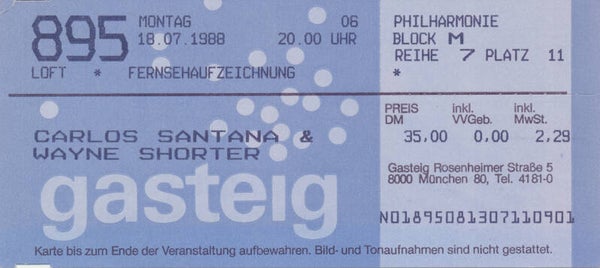 895 MONTAG 06
18.07.1988 20.00 UHR
LOFT * FERNSEHAUFZEICHNUNG
PHILHARMONIE
BLOCK M
REIHE 7 PLATZ 11
*
PREIS DM inkl. VVGeb. inkl. MwSt.
35.00 0.00 2.29
CARLOS SANTANA &
WAYNE SHORTER
gasteig
Gasteig Rosenheimer Straße 5
8000 München 80, Tel. 4181-0
N01895081307110901
Karte bis zum Ende der Veranstaltung aufbewahren. Bild- und Tonaufnahmen sind nicht gestattet.